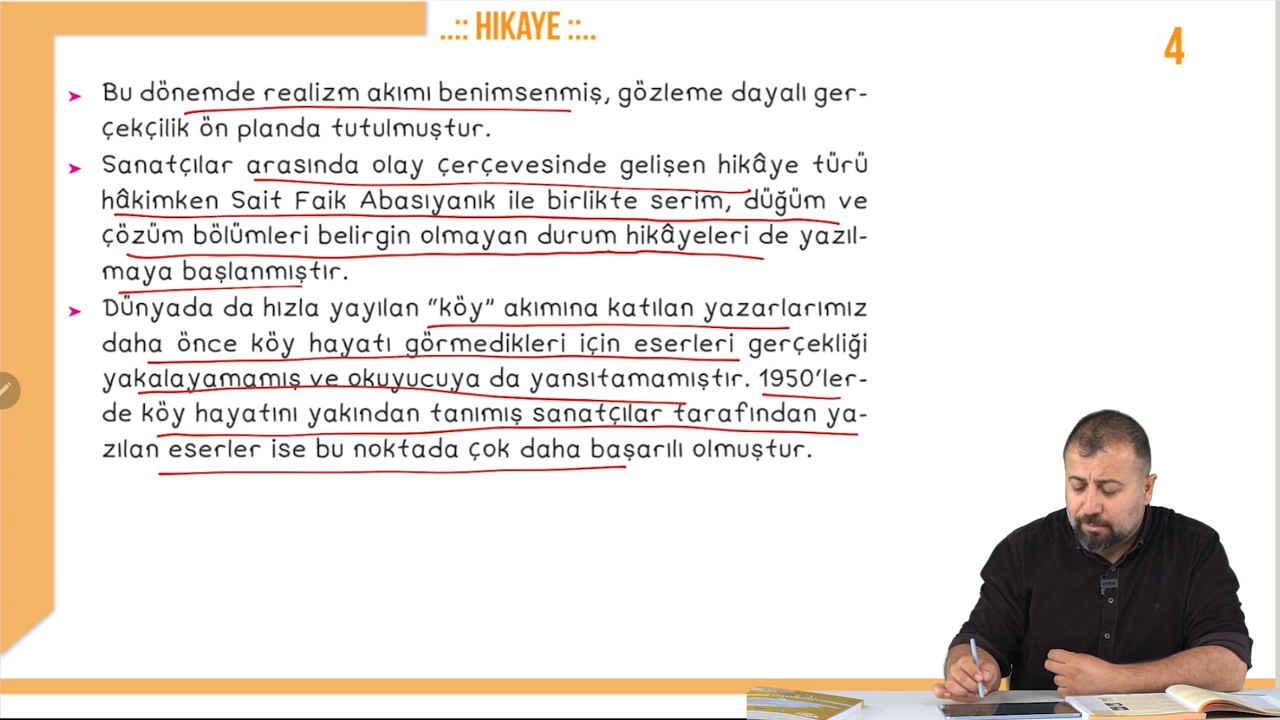 ..:: HIKAYE ::..
4
➤ Bu dönemde realizm akımı benimsenmiş, gözleme dayalı ger-
çekçilik ön planda tutulmuştur.
➤ Sanatçılar arasında olay çerçevesinde gelişen hikâye türü
hâkimken Sait Faik Abasıyanık ile birlikte serim, düğüm ve
çözüm bölümleri belirgin olmayan durum hikâyeleri de yazıl-
maya başlanmıştır.
➤ Dünyada da hızla yayılan “köy” akımına katılan yazarlarımız
daha önce köy hayatı görmedikleri için eserleri gerçekliği
yakalayamamış ve okuyucuya da yansıtamamıştır. 1950’ler-
de köy hayatını yakından tanımış sanatçılar tarafından ya-
zılan eserler ise bu noktada çok daha başarılı olmuştur.